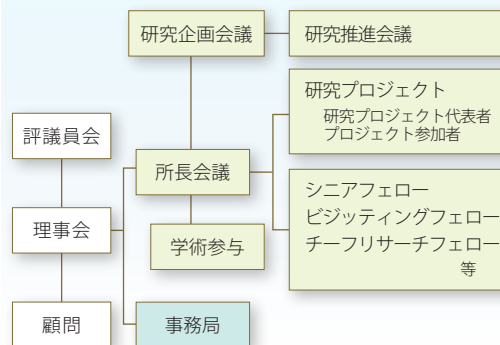 研究企画会議
研究推進会議
研究プロジェクト
研究プロジェクト代表者
プロジェクト参加者
評議員会
所長会議
シニアフェロー
ビジッティングフェロー
チーフリサーチフェロー
等
理事会
学術参与
顧問
事務局